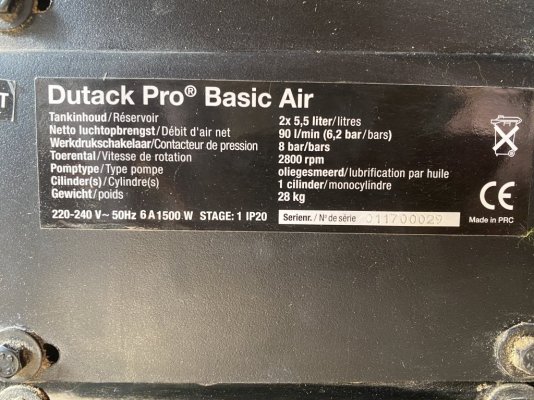 T
Dutack Pro® Basic Air
Tankinhoud/Réservoir 2x 5,5 liter/litres
Netto luchtopbrengst/Débit d'air net 90 l/min (6,2 bar/bars)
Werkdrukschakelaar/Contacteur de pression 8 bar/bars
Toerental/Vitesse de rotation 2800 rpm
Pomptype/Type pompe oliegesmeerd/lubrification par huile
Cilinder(s)/Cylindre(s) 1 cilinder/monocylindre
Gewicht/poids 28 kg
220-240 V~ 50Hz 6 A1500 W STAGE: 1 IP20 Serienr. / Nº de série 011700029
CE
Made in PRC